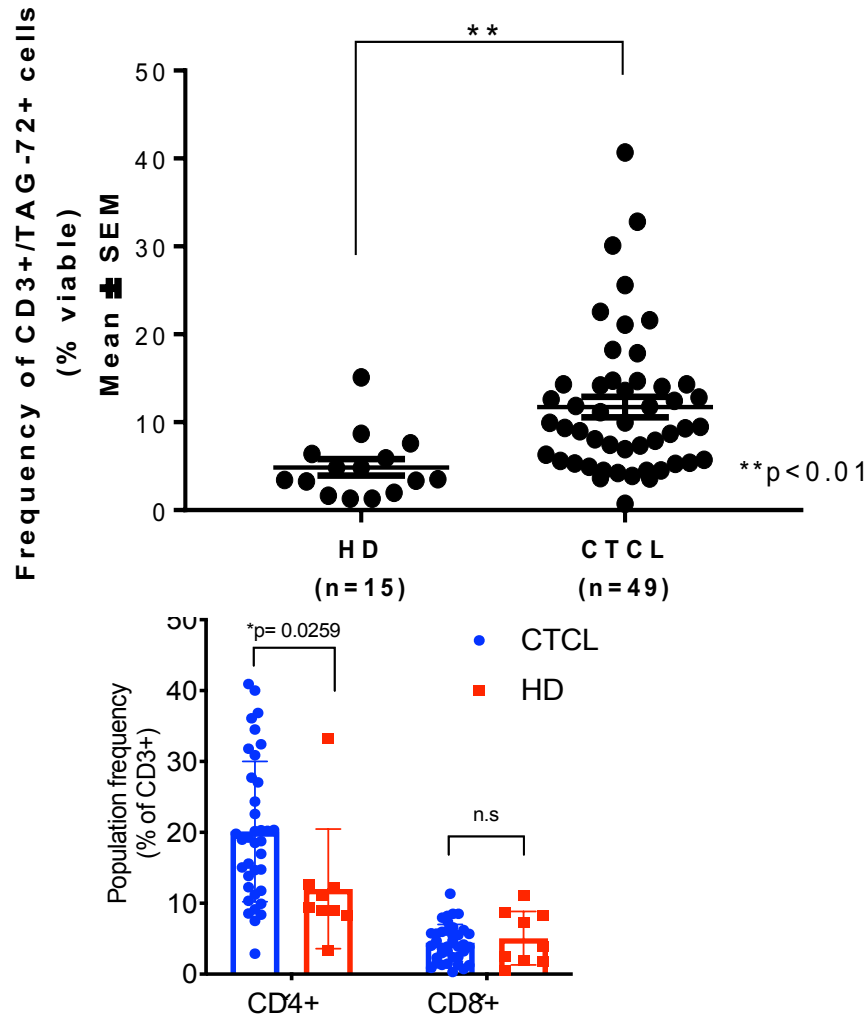 Frequency of CD3+/TAG-72+ cells
(% viable)
Mean ± SEM
**
50
40
30
20
10
0
**p<0.01
HD
CTCL
(n=15)
(n=49)
50
40
30
20
10
0
Population frequency
(% of CD3+)
*p= 0.0259
CTCL
HD
n.s
CD4+
CD8+